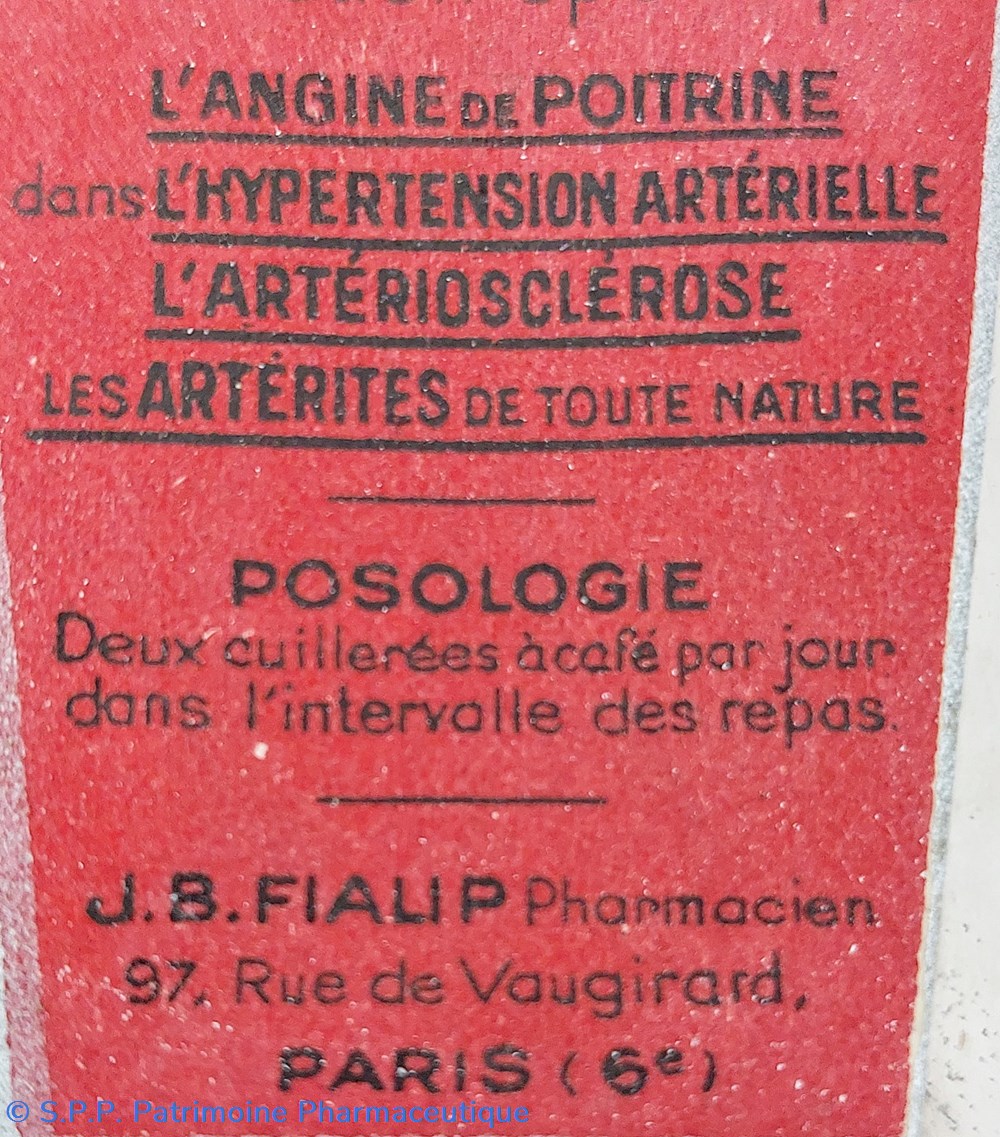 L'ANGINE DE POITRINE
dans L'HYPERTENSION ARTÉRIELLE
L'ARTÉRIOSCLÉROSE
LES ARTÉRITES DE TOUTE NATURE
POSOLOGIE
Deux cuillerées à café par jour
dans l'intervalle des repas.
J.B. FIALIP Pharmacien
97, Rue de Vaugirard,
PARIS (6e)
© S.P.P. Patrimoine Pharmaceutique